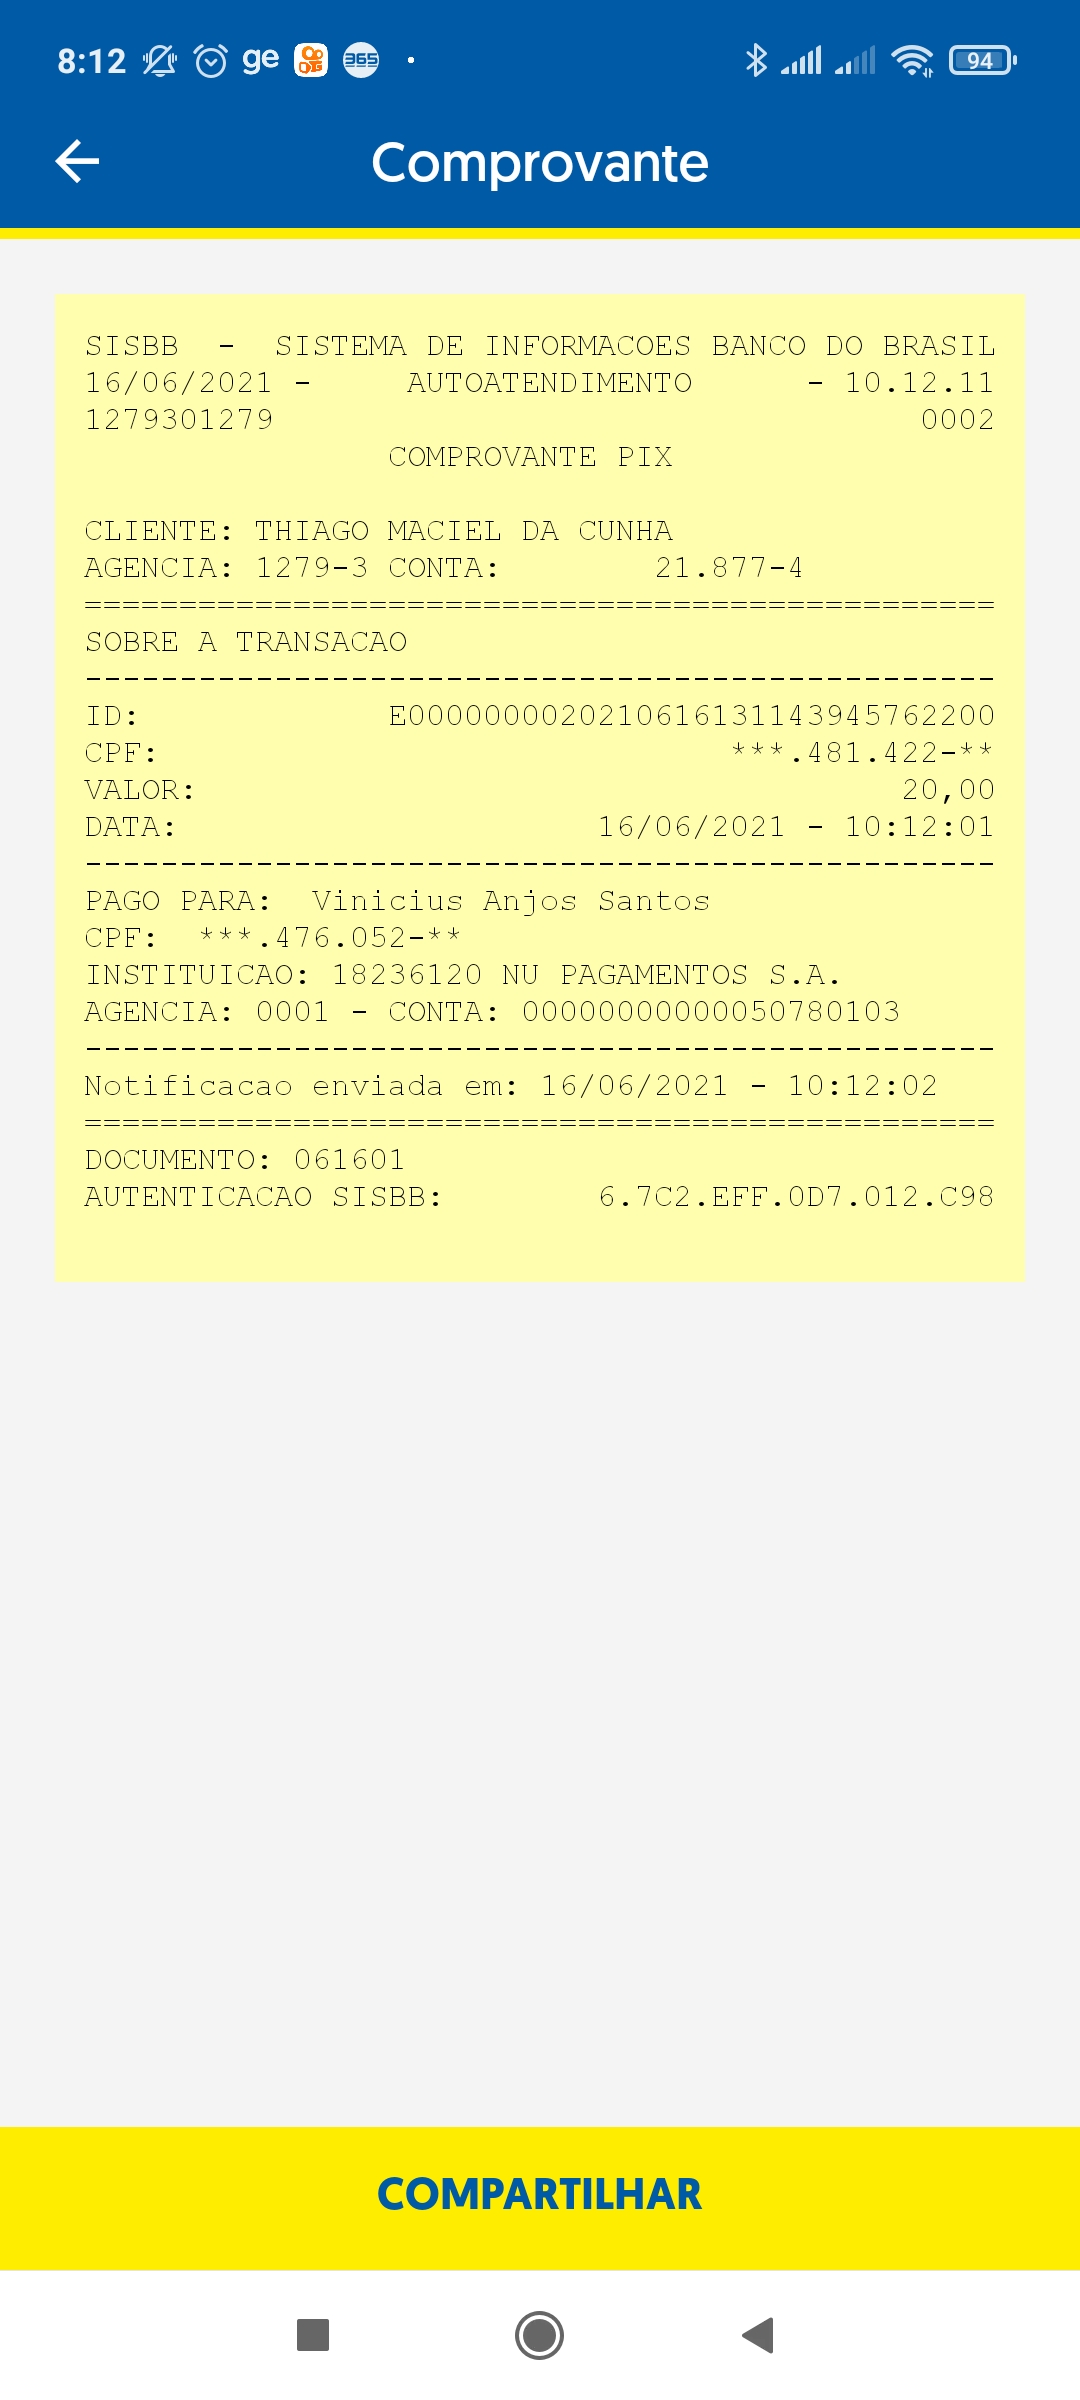 8:12 ge 365 94
Comprovante
SISBB - SISTEMA DE INFORMACOES BANCO DO BRASIL
16/06/2021 - AUTOATENDIMENTO - 10.12.11
1279301279 0002
COMPROVANTE PIX
CLIENTE: THIAGO MACIEL DA CUNHA
AGENCIA: 1279-3 CONTA: 21.877-4
================================================
SOBRE A TRANSACAO
------------------------------------------------
ID: E0000000020210616131143945762200
CPF: ***.481.422-**
VALOR: 20,00
DATA: 16/06/2021 - 10:12:01
------------------------------------------------
PAGO PARA: Vinicius Anjos Santos
CPF: ***.476.052-**
INSTITUICAO: 18236120 NU PAGAMENTOS S.A.
AGENCIA: 0001 - CONTA: 00000000000050780103
------------------------------------------------
Notificacao enviada em: 16/06/2021 - 10:12:02
================================================
DOCUMENTO: 061601
AUTENTICACAO SISBB: 6.7C2.EFF.0D7.012.C98
COMPARTILHAR